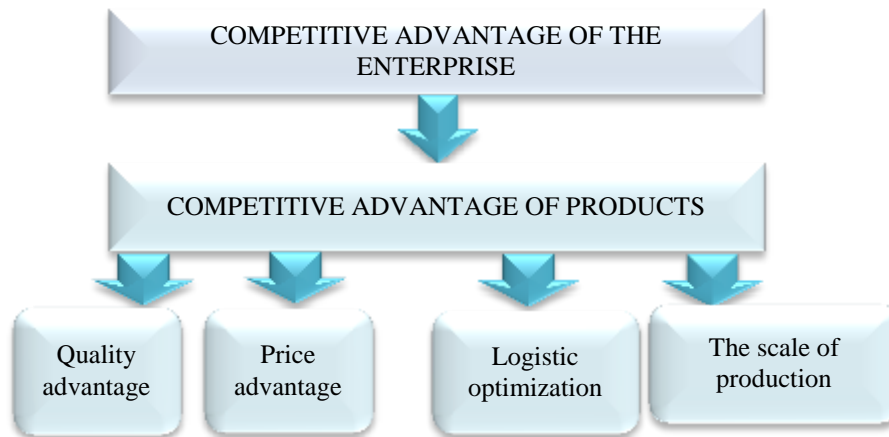 COMPETITIVE ADVANTAGE OF THE
ENTERPRISE
COMPETITIVE ADVANTAGE OF PRODUCTS
Quality
advantage
Price
advantage
Logistic
optimization
The scale of
production